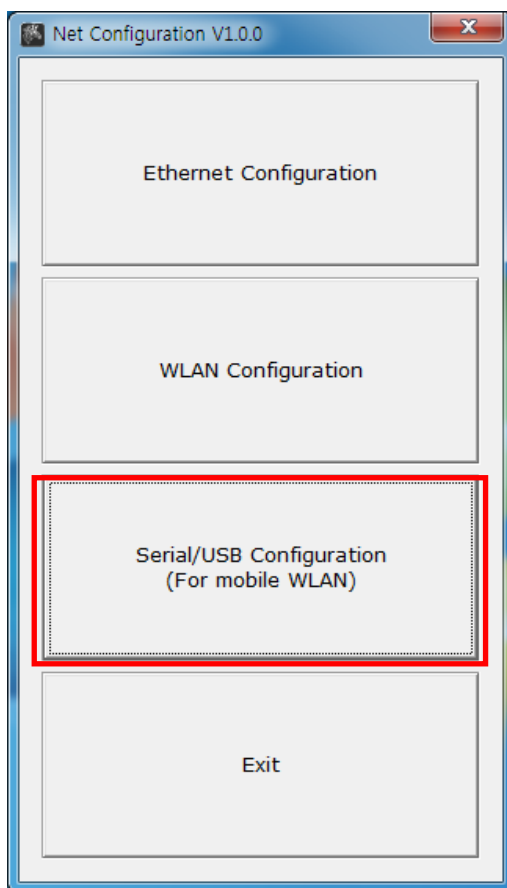 Net Configuration V1.0.0
Ethernet Configuration
WLAN Configuration
Serial/USB Configuration
(For mobile WLAN)
Exit